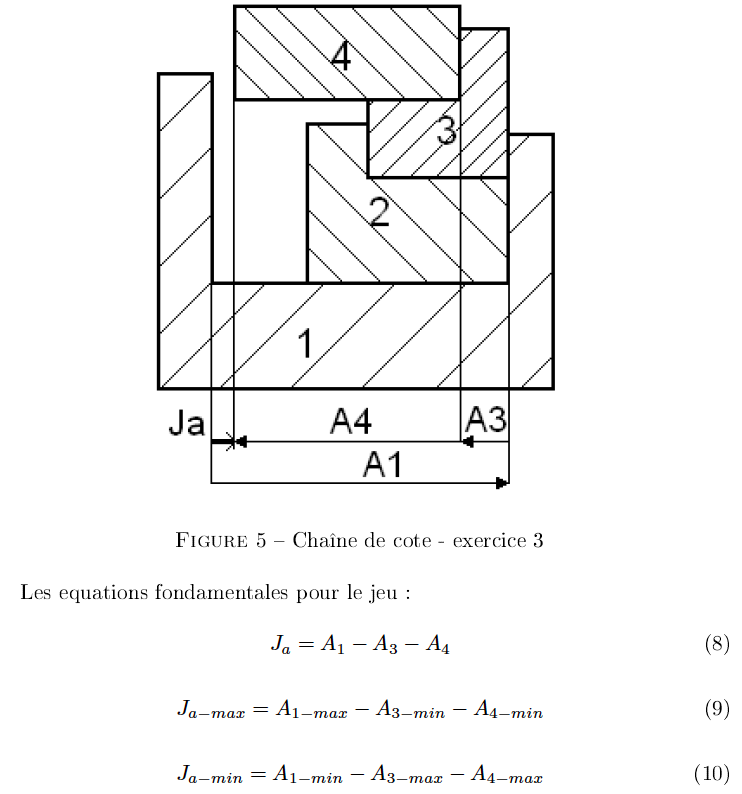 4
3
2
1
Ja
A4
A3
A1
FIGURE 5 – Chaîne de cote - exercice 3
Les equations fondamentales pour le jeu :
J_a = A_1 − A_3 − A_4 (8)
J_{a−max} = A_{1−max} − A_{3−min} − A_{4−min} (9)
J_{a−min} = A_{1−min} − A_{3−max} − A_{4−max} (10)